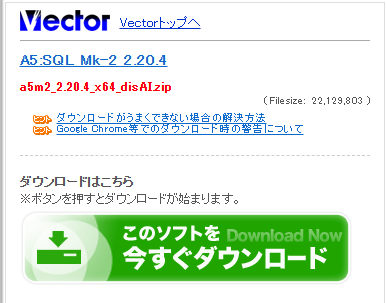 Vector Vectorトップへ
A5:SQL Mk-2 2.20.4
a5m2_2.20.4_x64_disAI.zip
( Filesize: 22,129,803 )
ダウンロードがうまくできない場合の解決方法
Google Chrome等でのダウンロード時の警告について
ダウンロードはこちら
※ボタンを押すとダウンロードが始まります。
このソフトを Download Now
今すぐダウンロード